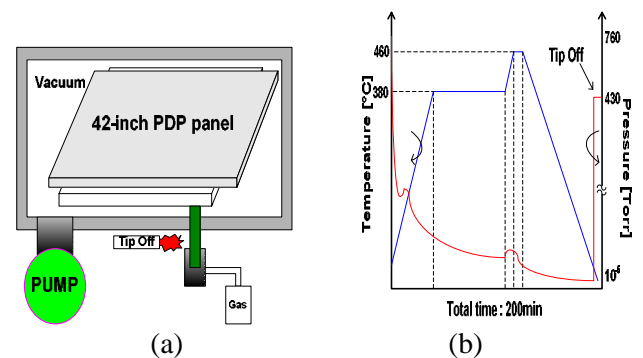 Vacuum
42-inch PDP panel
Tip Off
PUMP
Gas
(a)
Temperature [°C]
460
380
Tip Off
760
430
10⁻⁶
Pressure [Torr]
Total time : 200min
(b)